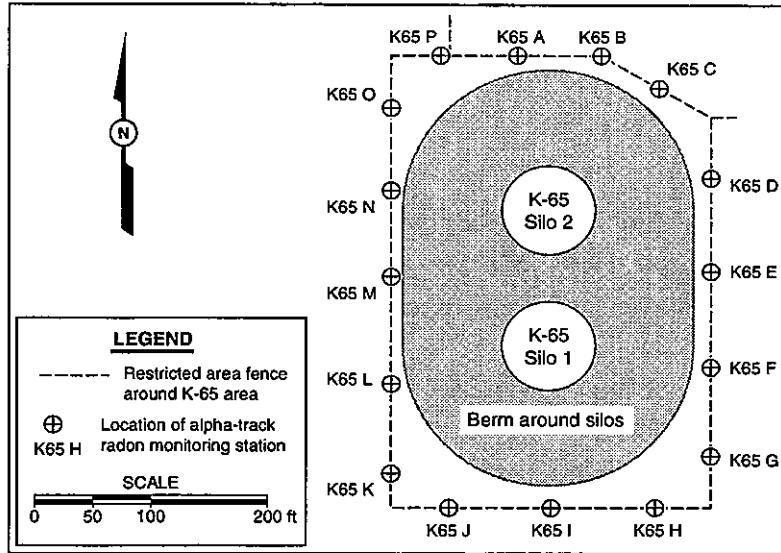 K65 P
K65 A
K65 B
K65 C
K65 O
N
K65 D
K65 N
K-65
Silo 2
K65 E
K65 M
K-65
Silo 1
K65 F
K65 L
Berm around silos
K65 G
K65 K
K65 J
K65 I
K65 H
LEGEND
Restricted area fence
around K-65 area
Location of alpha-track
K65 H radon monitoring station
SCALE
0 50 100 200 ft